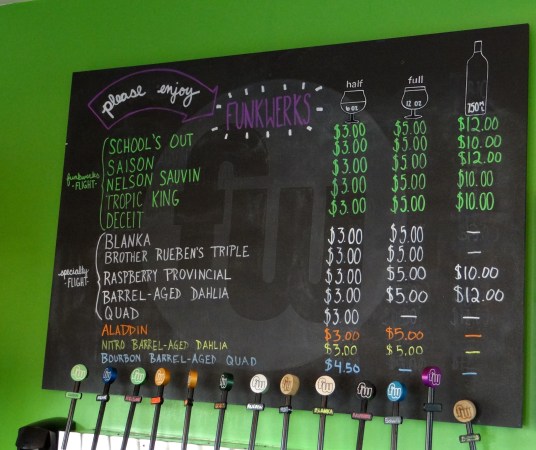 please enjoy
FUNKWERKS
half
full
6 oz
12 oz
750 ML
funkwerks
-FLIGHT-
SCHOOL'S OUT $3.00 $5.00 $12.00
SAISON $3.00 $5.00 $10.00
NELSON SAUVIN $3.00 $5.00 $12.00
TROPIC KING $3.00 $5.00 $10.00
DECEIT $3.00 $5.00 $10.00
specialty
-FLIGHT-
BLANKA $3.00 $5.00 —
BROTHER RUEBEN'S TRIPLE $3.00 $5.00 —
RASPBERRY PROVINCIAL $3.00 $5.00 $10.00
BARREL-AGED DAHLIA $3.00 $5.00 $12.00
QUAD $3.00 — —
ALADDIN $3.00 $5.00 —
NITRO BARREL-AGED DAHLIA $3.00 $5.00 —
BOURBON BARREL-AGED QUAD $4.50 — —
fw